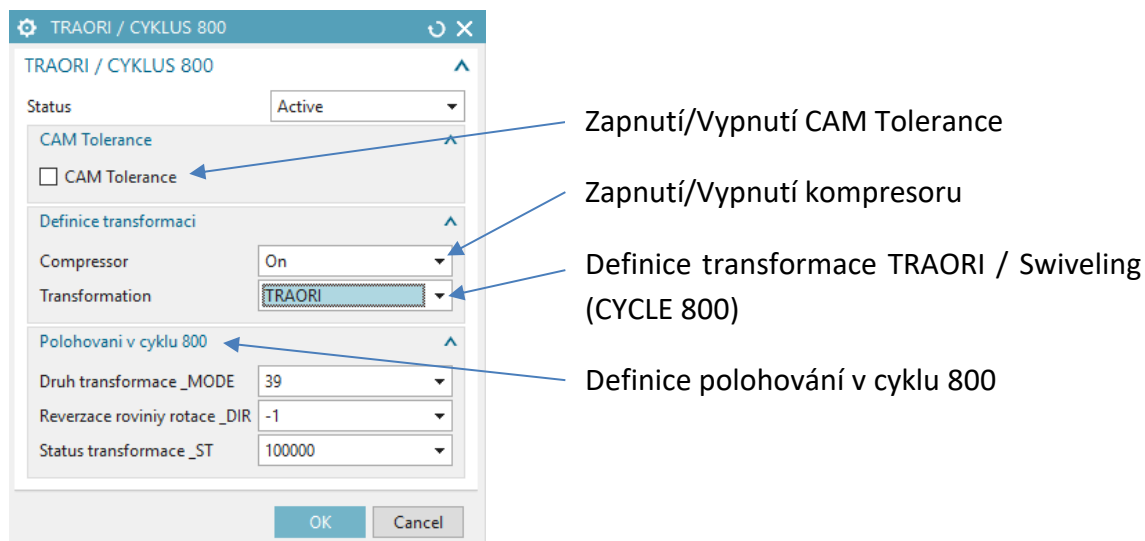 TRAORI / CYKLUS 800
TRAORI / CYKLUS 800
Status Active
CAM Tolerance
CAM Tolerance
Definice transformaci
Compressor On
Transformation TRAORI
Polohovani v cyklu 800
Druh transformace _MODE 39
Reverzace roviniy rotace _DIR -1
Status transformace _ST 100000
OK Cancel
Zapnutí/Vypnutí CAM Tolerance
Zapnutí/Vypnutí kompresoru
Definice transformace TRAORI / Swiveling
(CYCLE 800)
Definice polohování v cyklu 800